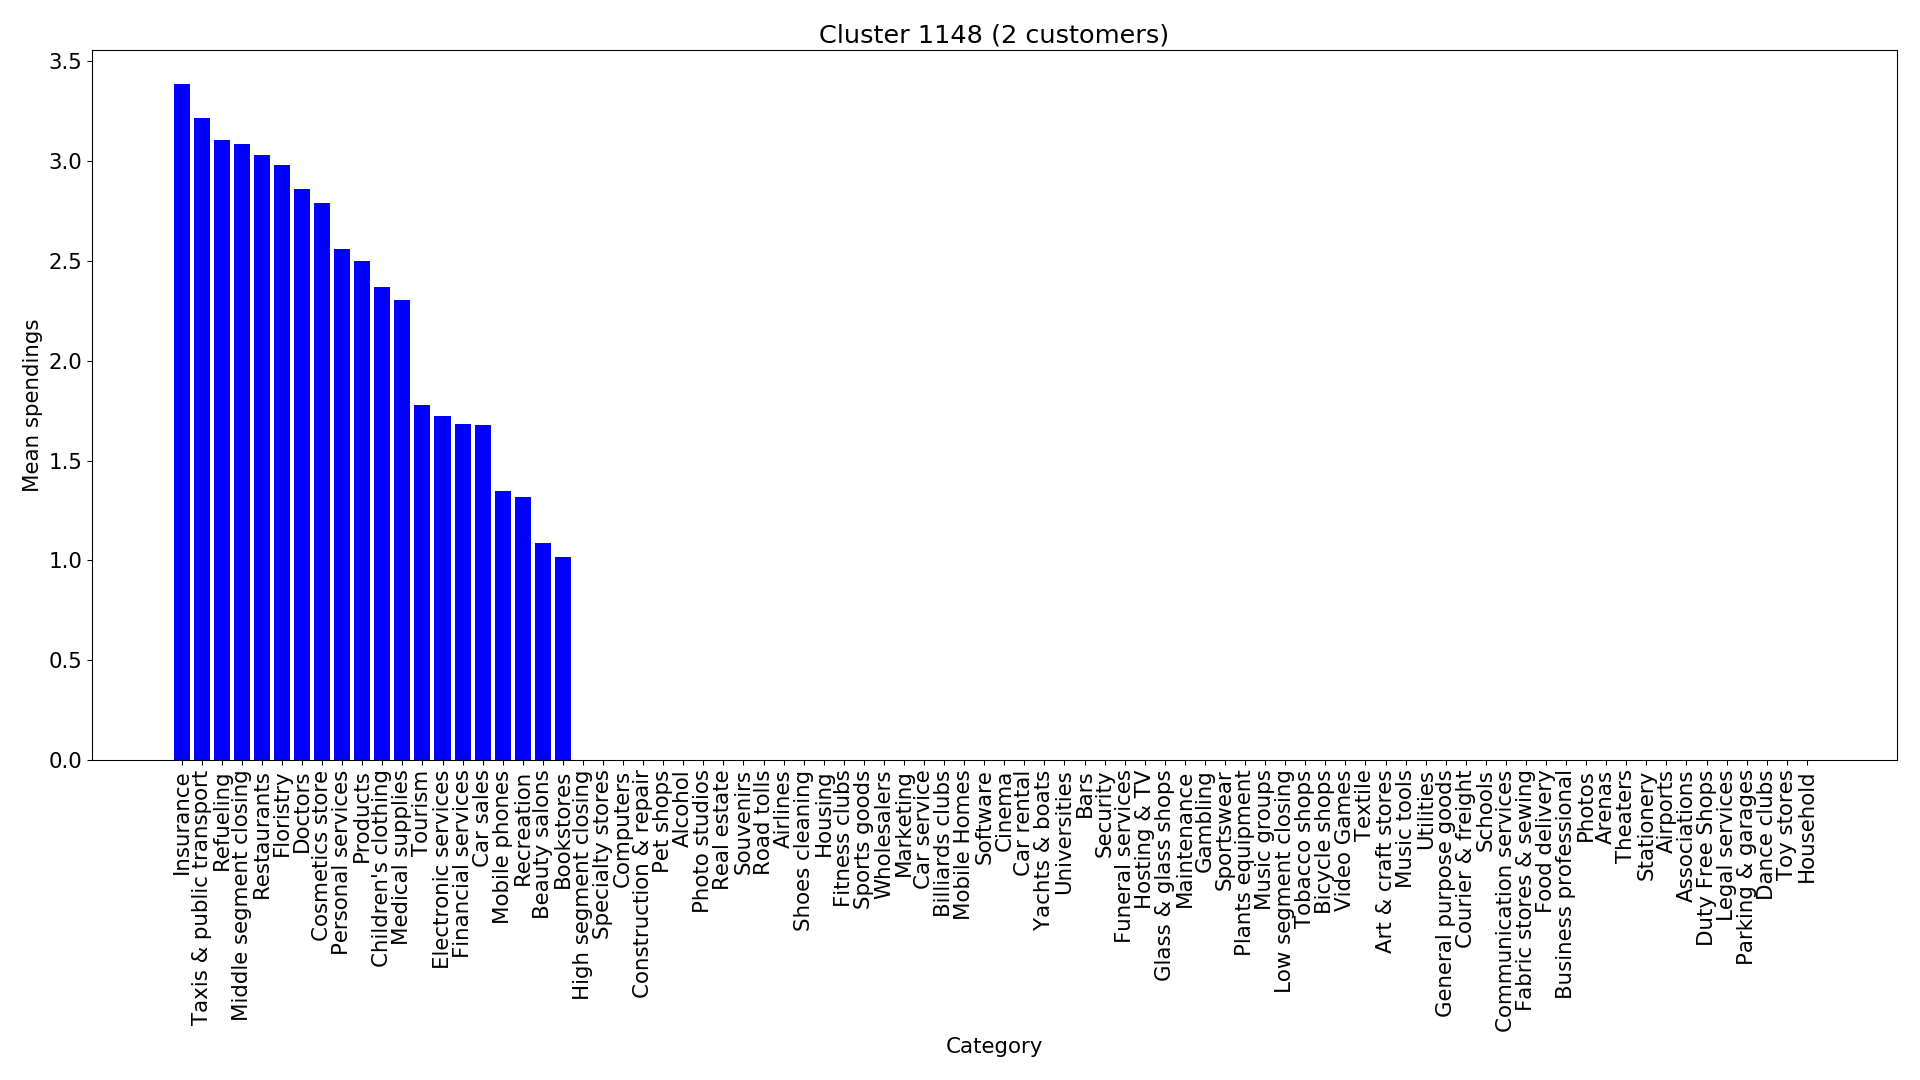 Cluster 1148 (2 customers)
3.5
3.0
2.5
2.0
1.5
1.0
0.5
0.0
Mean spendings
Insurance
Taxis & public transport
Refueling
Middle segment closing
Restaurants
Floristry
Doctors
Cosmetics store
Personal services
Products
Children's clothing
Medical supplies
Tourism
Electronic services
Financial services
Car sales
Mobile phones
Recreation
Beauty salons
Bookstores
High segment closing
Specialty stores
Computers
Construction & repair
Pet shops
Alcohol
Photo studios
Real estate
Souvenirs
Road tolls
Airlines
Shoes cleaning
Housing
Fitness clubs
Sports goods
Wholesalers
Marketing
Car service
Billiards clubs
Mobile Homes
Software
Cinema
Car rental
Yachts & boats
Universities
Bars
Security
Funeral services
Hosting & TV
Glass & glass shops
Maintenance
Gambling
Sportswear
Plants equipment
Music groups
Low segment closing
Tobacco shops
Bicycle shops
Video Games
Textile
Art & craft stores
Music tools
Utilities
General purpose goods
Courier & freight
Schools
Communication services
Fabric stores & sewing
Food delivery
Business professional
Photos
Arenas
Theaters
Stationery
Airports
Associations
Duty Free Shops
Legal services
Parking & garages
Dance clubs
Toy stores
Household
Category